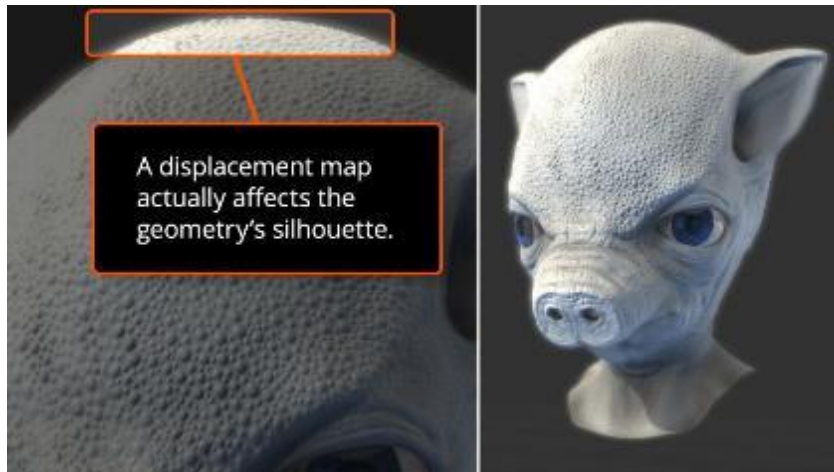 A displacement map
actually affects the
geometry's silhouette.